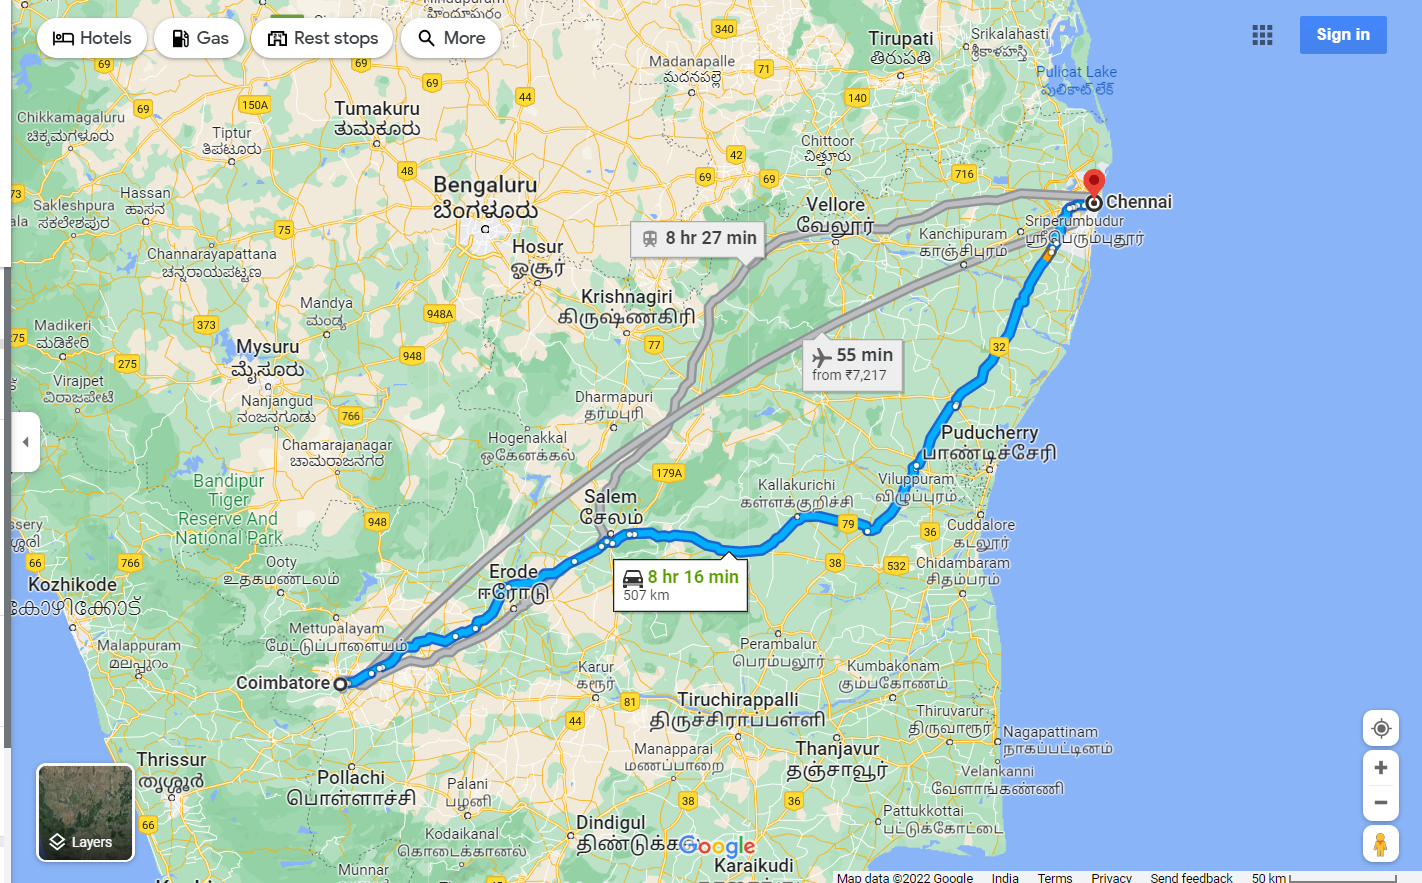 Hotels
Gas
Rest stops
More
Sign in
హిందూపురం
340
Tirupati
తిరుపతి
Srikalahasti
శ్రీకాళహస్తి
Madanapalle
మదనపల్లె
71
Pulicat Lake
పులికాట్ లేక్
69
69
69
44
140
150A
69
Tumakuru
ತುಮಕೂರು
Chikkamagaluru
ಚಿಕ್ಕಮಗಳೂರು
Tiptur
ತಿಪಟೂರು
Chittoor
చిత్తూరు
42
48
69
69
716
Bengaluru
ಬೆಂಗಳೂರು
73
Hassan
ಹಾಸನ
Sakleshpura
ಸಕಲೇಶಪುರ
ala
Chennai
Vellore
வேலூர்
Sriperumbudur
ஸ்ரீபெரும்புதூர்
Kanchipuram
காஞ்சிபுரம்
75
8 hr 27 min
Hosur
ஓசூர்
Channarayapattana
ಚನ್ನರಾಯಪಟ್ಟಣ
Krishnagiri
கிருஷ்ணகிரி
Mandya
ಮಂಡ್ಯ
948A
373
Madikeri
ಮಡಿಕೇರಿ
275
275
77
32
Mysuru
ಮೈಸೂರು
948
55 min
from ₹7,217
Virajpet
ವಿರಾಜಪೇಟೆ
Nanjangud
ನಂಜನಗೂಡು
766
Dharmapuri
தர்மபுரி
Chamarajanagar
ಚಾಮರಾಜನಗರ
Hogenakkal
ஒகேனக்கல்
Puducherry
பாண்டிச்சேரி
179A
Bandipur
Tiger
Reserve And
National Park
Kallakurichi
கள்ளக்குறிச்சி
Viluppuram
விழுப்புரம்
Salem
சேலம்
948
79
36
Cuddalore
கடலூர்
ssery
66
766
Ooty
உதகமண்டலம்
Erode
ஈரோடு
8 hr 16 min
507 km
38
532
Chidambaram
சிதம்பரம்
Kozhikode
കോഴിക്കോട്
Mettupalayam
மேட்டுப்பாளையம்
Malappuram
മലപ്പുറം
Perambalur
பெரம்பலூர்
Karur
கரூர்
Kumbakonam
கும்பகோணம்
Coimbatore
81
44
Tiruchirappalli
திருச்சிராப்பள்ளி
Thiruvarur
திருவாரூர்
Nagapattinam
நாகப்பட்டினம்
Manapparai
மணப்பாறை
Thanjavur
தஞ்சாவூர்
Thrissur
തൃശ്ശൂർ
Pollachi
பொள்ளாச்சி
Palani
பழனி
Velankanni
வேளாங்கண்ணி
38
36
66
Pattukkottai
பட்டுக்கோட்டை
Dindigul
Kodaikanal
கொடைக்கானல்
Layers
Google
Karaikudi
Munnar
45
Map data ©2022 Google
India
Terms
Privacy
Send feedback
50 km